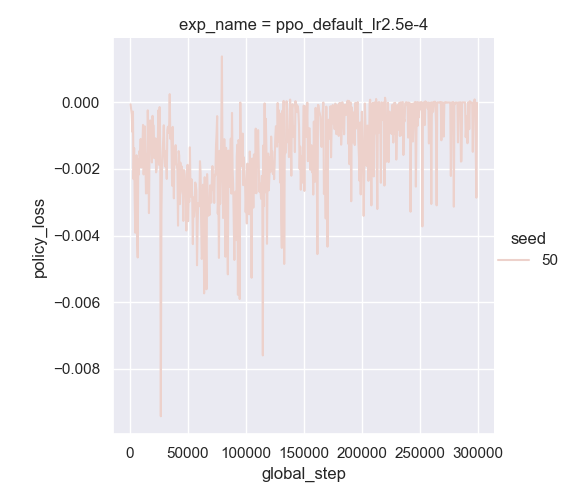 exp_name = ppo_default_lr2.5e-4
0.000
−0.002
−0.004
−0.006
−0.008
policy_loss
0 50000 100000 150000 200000 250000 300000
global_step
seed
50